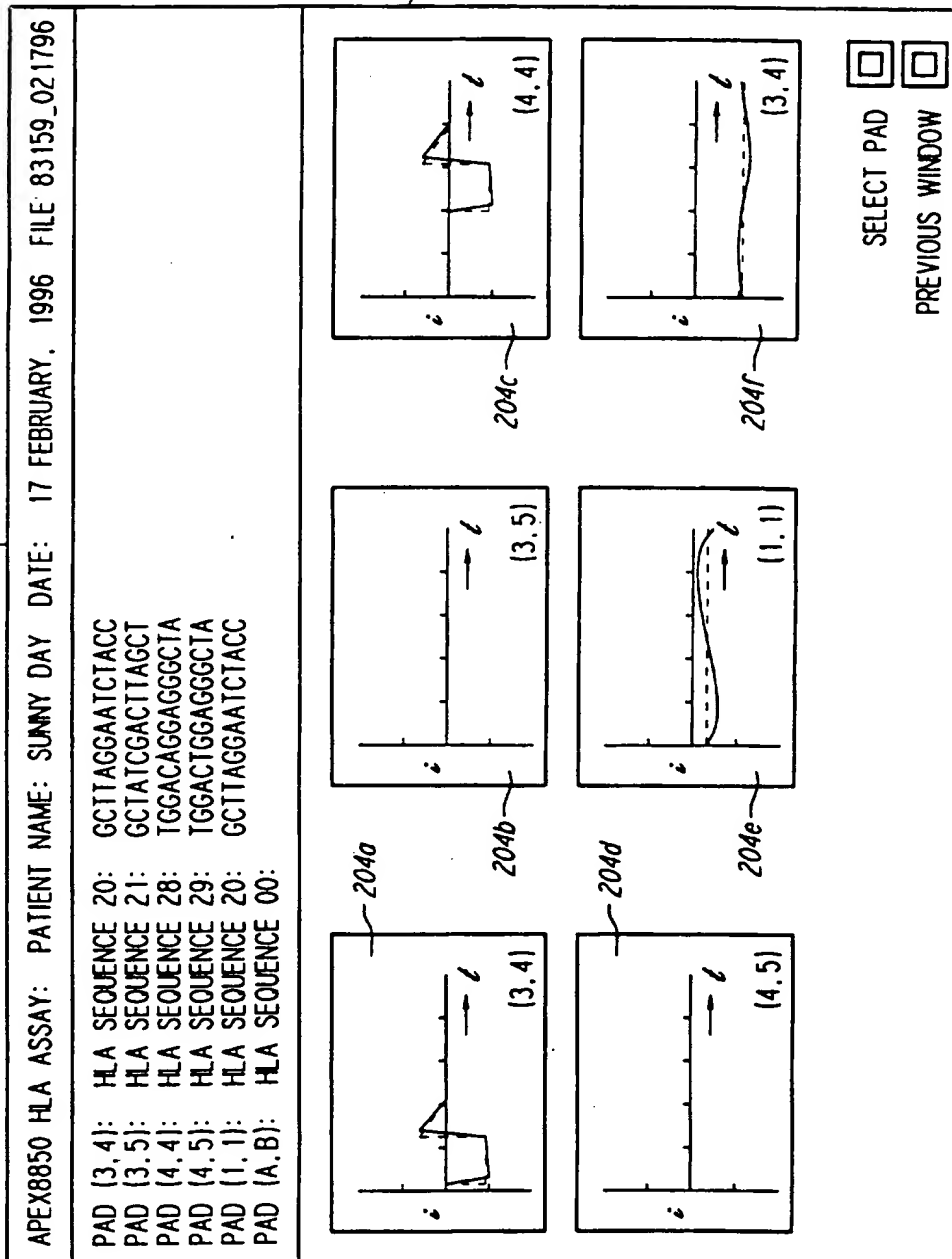 APEX8850 HLA ASSAY: PATIENT NAME: SUNNY DAY DATE: 17 FEBRUARY, 1996 FILE 83159_021796
PAD (3,4): HLA SEQUENCE 20: GCTTAGGAATCTACC
PAD (3,5): HLA SEQUENCE 21: GCTATCGACTTAGCT
PAD (4,4): HLA SEQUENCE 28: TGGACAGGAGGGCTA
PAD (4,5): HLA SEQUENCE 29: TGGACTGGAGGGCTA
PAD (1,1): HLA SEQUENCE 20: GCTTAGGAATCTACC
PAD (A,B): HLA SEQUENCE 00:
204a
i
t
(3,4)
204b
i
t
(3,5)
204c
i
t
(4,4)
204d
i
t
(4,5)
204e
i
t
(1,1)
204f
i
t
(3,4)
SELECT PAD
PREVIOUS WINDOW